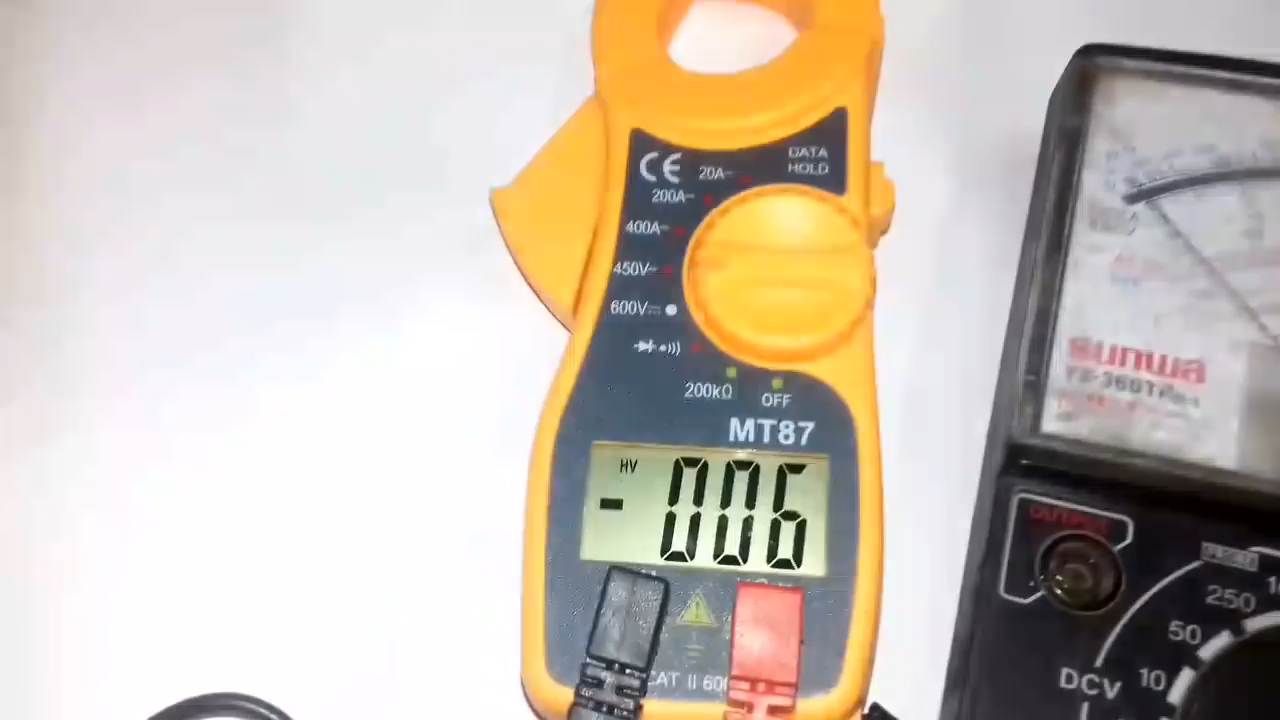 CE
DATA
HOLD
20A~
200A~
400A~
450V~
600V⎓
200kΩ
OFF
MT87
HV
- 006
CAT II 600
sunwa
OUTPUT
250
50
DCV
10